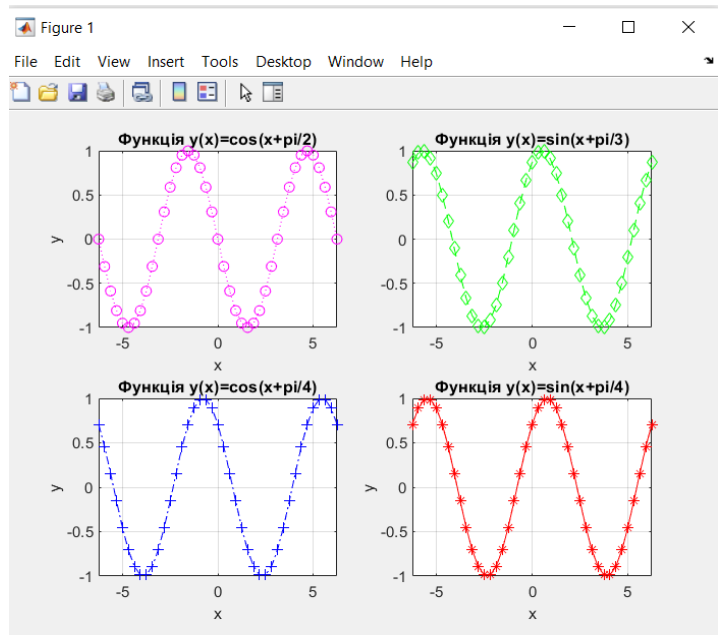 Figure 1
File Edit View Insert Tools Desktop Window Help
Функція y(x)=cos(x+pi/2)
1
0.5
0
-0.5
-1
y
-5 0 5
x
Функція y(x)=sin(x+pi/3)
1
0.5
0
-0.5
-1
y
-5 0 5
x
Функція y(x)=cos(x+pi/4)
1
0.5
0
-0.5
-1
y
-5 0 5
x
Функція y(x)=sin(x+pi/4)
1
0.5
0
-0.5
-1
y
-5 0 5
x